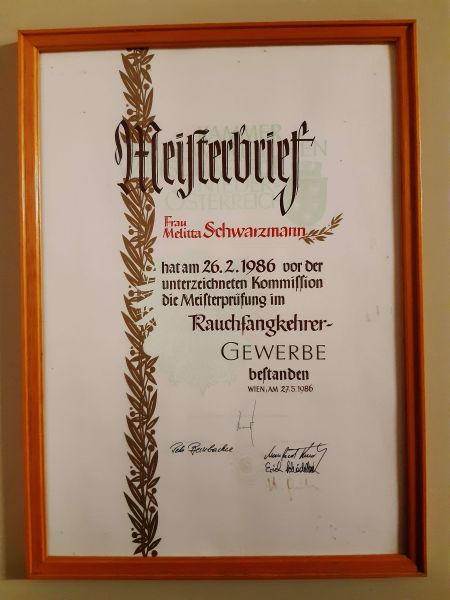 Meisterbrief
Frau
Melitta Schwarzmann
hat am 26.2.1986 vor der
unterzeichneten Kommission
die Meisterprüfung im
Rauchfangkehrer-
GEWERBE
bestanden
WIEN, AM 27.5.1986